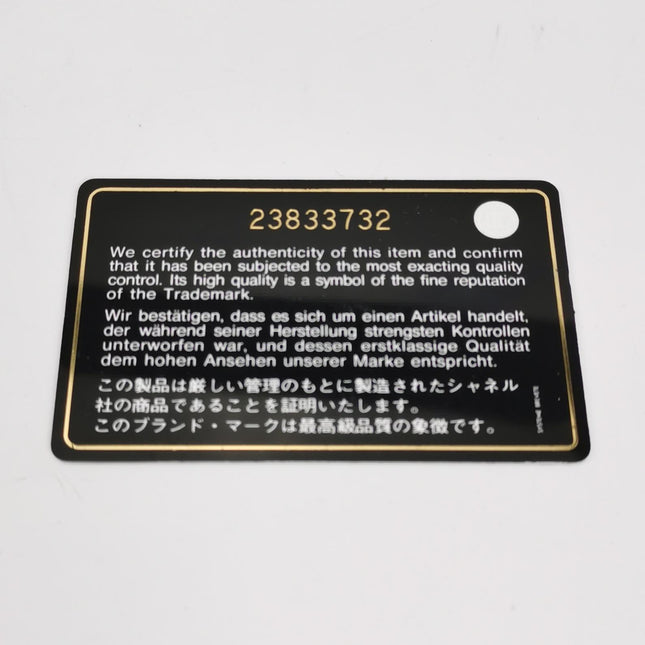 23833732
We certify the authenticity of this item and confirm
that it has been subjected to the most exacting quality
control. Its high quality is a symbol of the fine reputation
of the Trademark.
Wir bestätigen, dass es sich um einen Artikel handelt,
der während seiner Herstellung strengsten Kontrollen
unterworfen war, und dessen erstklassige Qualität
dem hohen Ansehen unserer Marke entspricht.
この製品は厳しい管理のもとに製造されたシャネル
社の商品であることを証明いたします。
このブランド・マークは最高級品質の象徴です。